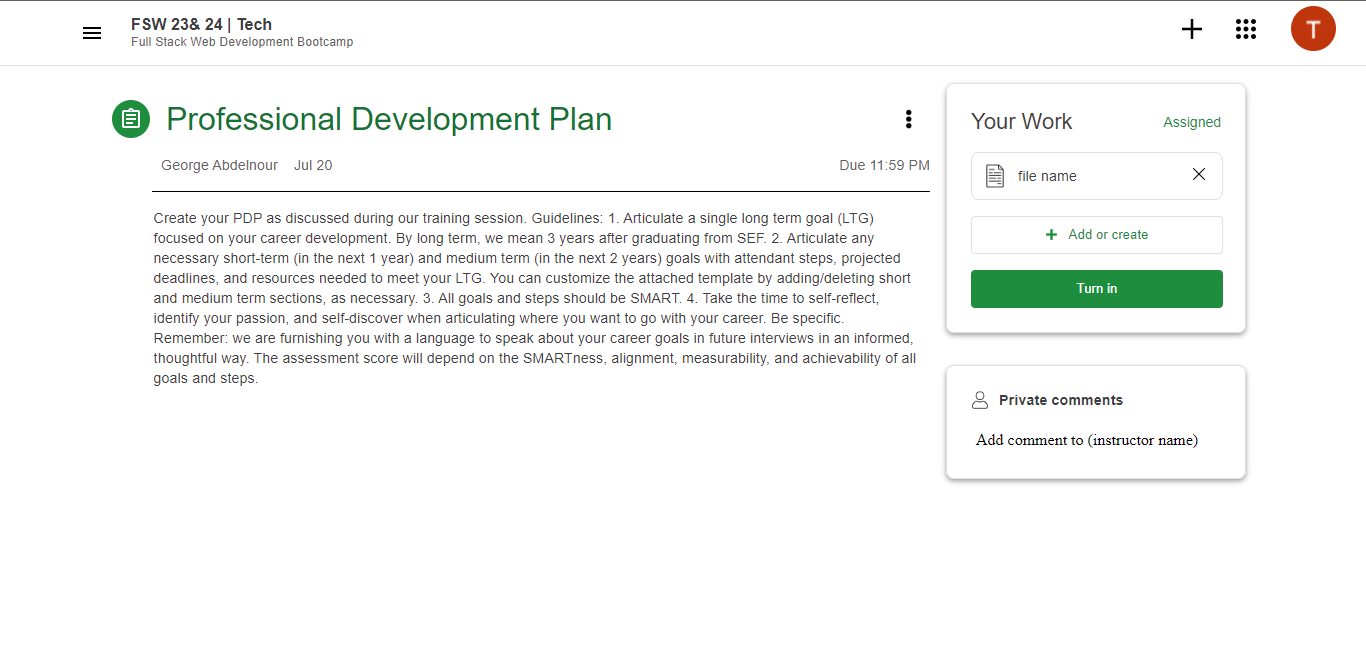 FSW 23& 24 | Tech
Full Stack Web Development Bootcamp
T
Professional Development Plan
George Abdelnour Jul 20 Due 11:59 PM
Create your PDP as discussed during our training session. Guidelines: 1. Articulate a single long term goal (LTG)
focused on your career development. By long term, we mean 3 years after graduating from SEF. 2. Articulate any
necessary short-term (in the next 1 year) and medium term (in the next 2 years) goals with attendant steps, projected
deadlines, and resources needed to meet your LTG. You can customize the attached template by adding/deleting short
and medium term sections, as necessary. 3. All goals and steps should be SMART. 4. Take the time to self-reflect,
identify your passion, and self-discover when articulating where you want to go with your career. Be specific.
Remember: we are furnishing you with a language to speak about your career goals in future interviews in an informed,
thoughtful way. The assessment score will depend on the SMARTness, alignment, measurability, and achievability of all
goals and steps.
Your Work Assigned
file name
Add or create
Turn in
Private comments
Add comment to (instructor name)